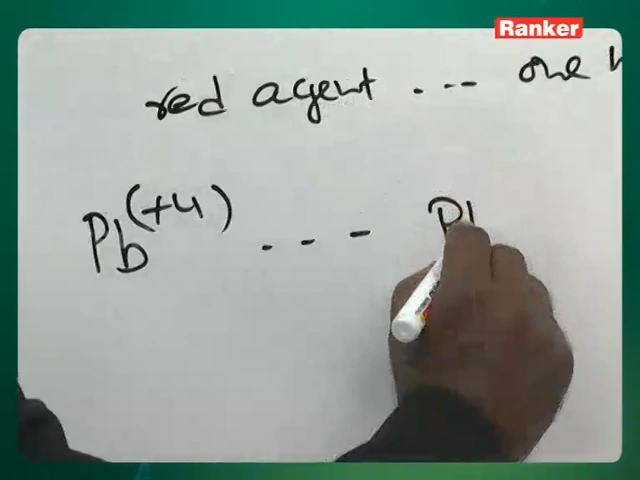 Ranker
red agent . -- one
Pb(+4) . - - P